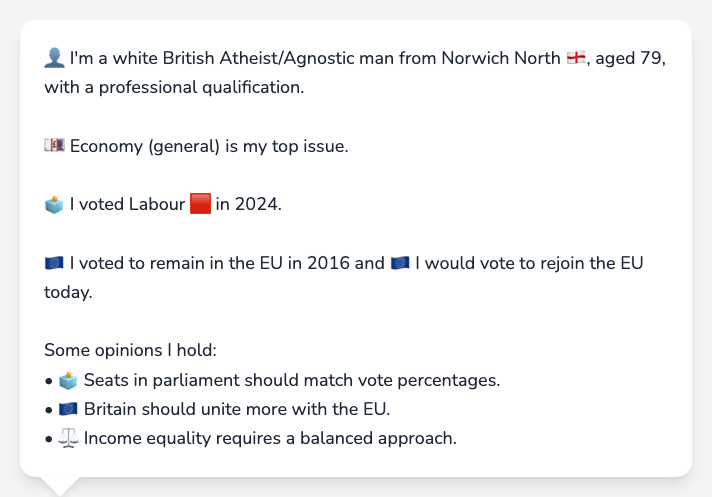 👤 I'm a white British Atheist/Agnostic man from Norwich North 🏴󠁧󠁢󠁥󠁮󠁧󠁿, aged 79,
with a professional qualification.
💷 Economy (general) is my top issue.
🗳️ I voted Labour 🟥 in 2024.
🇪🇺 I voted to remain in the EU in 2016 and 🇪🇺 I would vote to rejoin the EU
today.
Some opinions I hold:
• 🗳️ Seats in parliament should match vote percentages.
• 🇪🇺 Britain should unite more with the EU.
• ⚖️ Income equality requires a balanced approach.